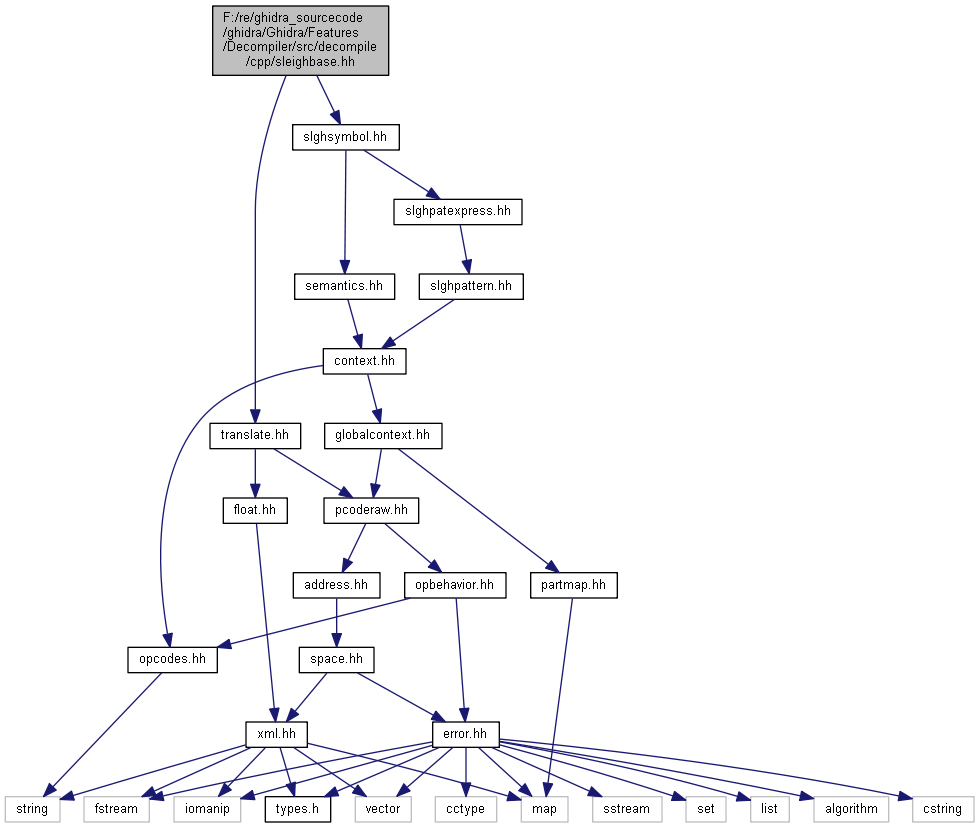 F:/re/ghidra_sourcecode
/ghidra/Ghidra/Features
/Decompiler/src/decompile
/cpp/sleighbase.hh
slghsymbol.hh
slghpatexpress.hh
semantics.hh
slghpattern.hh
context.hh
translate.hh
globalcontext.hh
float.hh
pcoderaw.hh
address.hh
opbehavior.hh
partmap.hh
opcodes.hh
space.hh
xml.hh
error.hh
string
fstream
iomanip
types.h
vector
cctype
map
sstream
set
list
algorithm
cstring